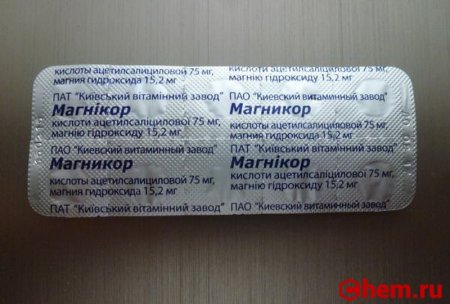 кислоты ацетилсалициловой 75 мг,
магния гидроксида 15,2 мг
ПАТ "Київський вітамінний завод"
Магнікор
кислоти ацетилсаліцилової 75 мг,
магнію гідроксиду 15,2 мг
ПАО "Киевский витаминный завод"
Магникор
кислоты ацетилсалициловой 75 мг,
магния гидроксида 15,2 мг
ПАТ "Київський вітамінний завод"
кислоти ацетилсаліцилової 75 мг,
магнію гідроксиду 15,2 мг
ПАО "Киевский витаминный завод"
Магникор
кислоты ацетилсалициловой 75 мг,
магния гидроксида 15,2 мг
ПАТ "Київський вітамінний завод"
Магнікор
кислоти ацетилсаліцилової 75 мг,
магнію гідроксиду 15,2 мг
ПАО "Киевский витаминный завод"
hem.ru